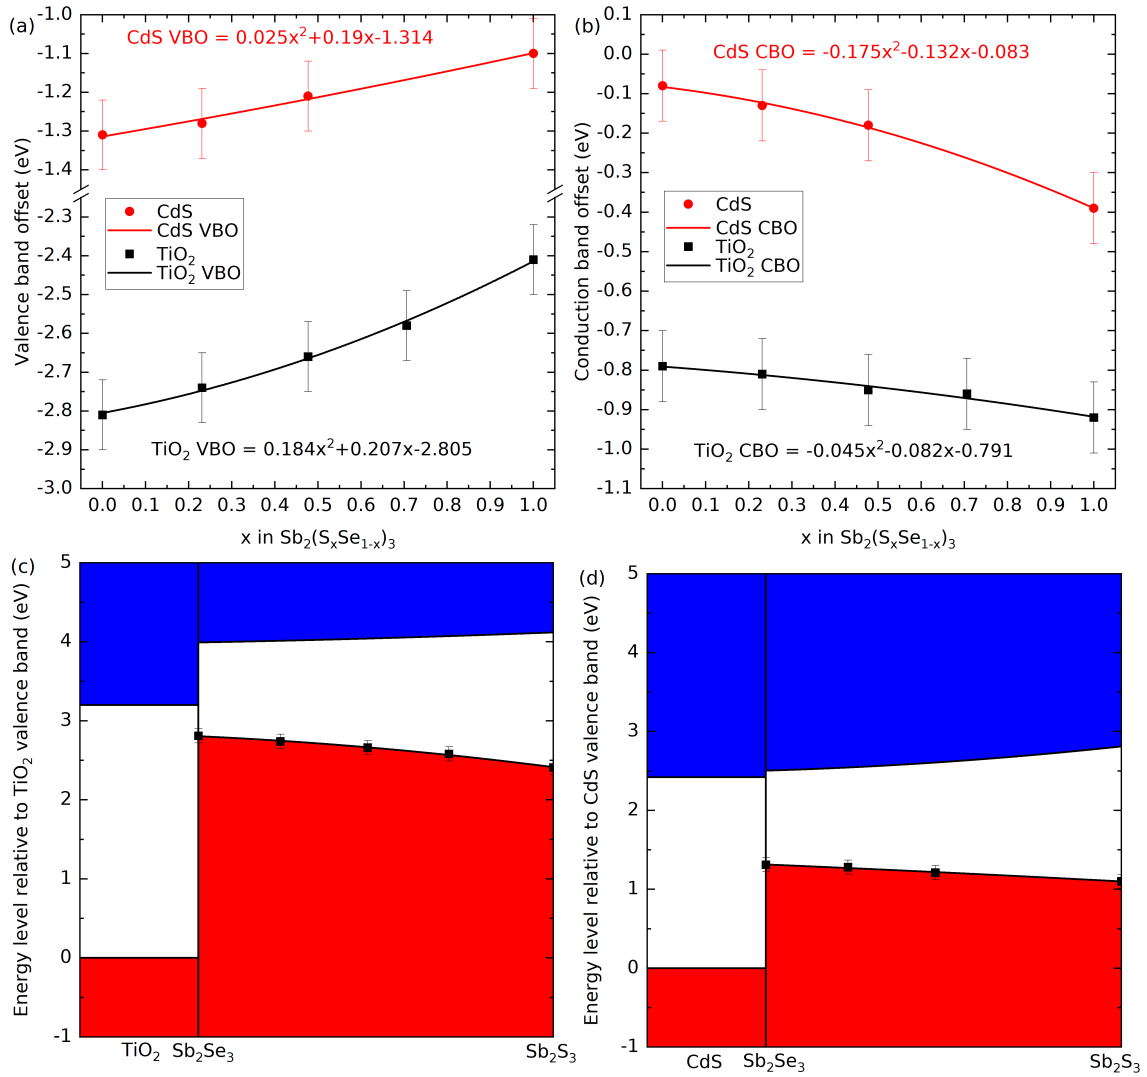 (a)
CdS VBO = 0.025x²+0.19x-1.314
Valence band offset (eV)
-1.0
-1.1
-1.2
-1.3
-1.4
-2.3
-2.4
-2.5
-2.6
-2.7
-2.8
-2.9
-3.0
CdS
CdS VBO
TiO₂
TiO₂ VBO
TiO₂ VBO = 0.184x²+0.207x-2.805
0.0 0.1 0.2 0.3 0.4 0.5 0.6 0.7 0.8 0.9 1.0
x in Sb₂(SₓSe₁₋ₓ)₃
(b)
CdS CBO = -0.175x²-0.132x-0.083
Conduction band offset (eV)
0.1
0.0
-0.1
-0.2
-0.3
-0.4
-0.7
-0.8
-0.9
-1.0
-1.1
CdS
CdS CBO
TiO₂
TiO₂ CBO
TiO₂ CBO = -0.045x²-0.082x-0.791
0.0 0.1 0.2 0.3 0.4 0.5 0.6 0.7 0.8 0.9 1.0
x in Sb₂(SₓSe₁₋ₓ)₃
(c)
Energy level relative to TiO₂ valence band (eV)
5
4
3
2
1
0
-1
TiO₂ Sb₂Se₃ Sb₂S₃
(d)
Energy level relative to CdS valence band (eV)
5
4
3
2
1
0
-1
CdS Sb₂Se₃ Sb₂S₃